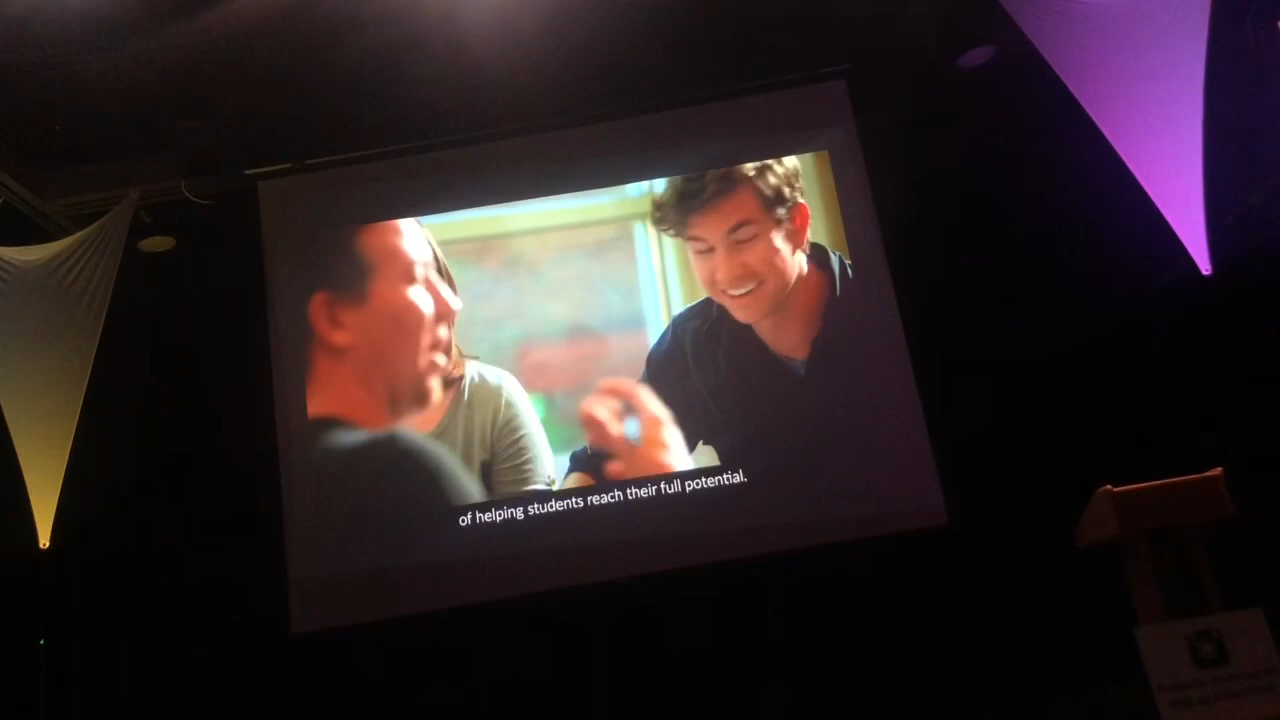 of helping students reach their full potential.